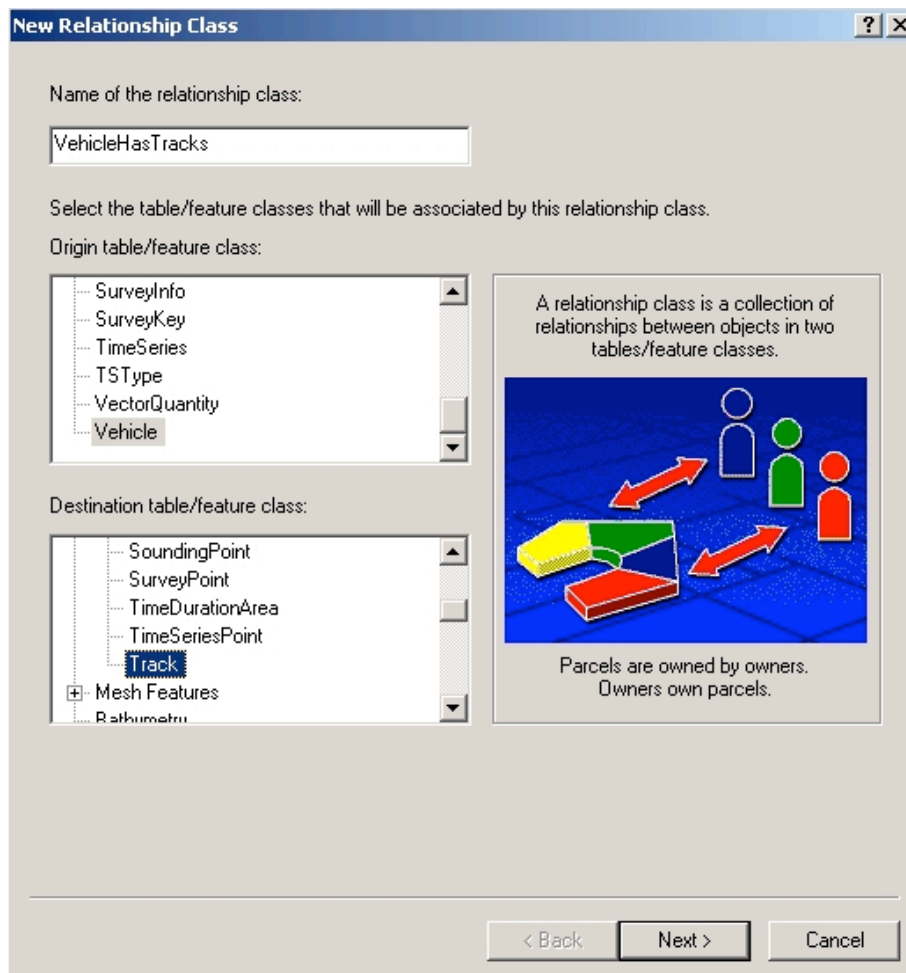 New Relationship Class
Name of the relationship class:
VehicleHasTracks
Select the table/feature classes that will be associated by this relationship class.
Origin table/feature class:
SurveyInfo
SurveyKey
TimeSeries
TSType
VectorQuantity
Vehicle
Destination table/feature class:
SoundingPoint
SurveyPoint
TimeDurationArea
TimeSeriesPoint
Track
Mesh Features
Bathymetry
A relationship class is a collection of
relationships between objects in two
tables/feature classes.
Parcels are owned by owners.
Owners own parcels.
< Back
Next >
Cancel